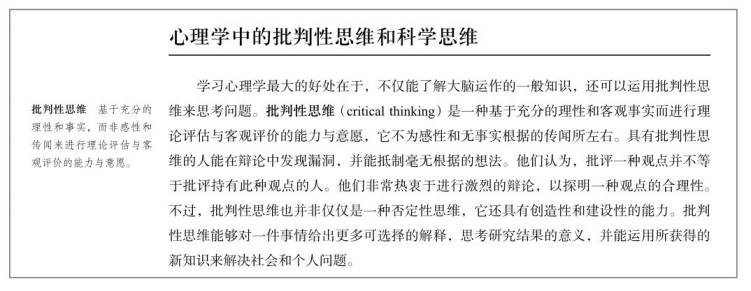 心理学中的批判性思维和科学思维
学习心理学最大的好处在于，不仅能了解大脑运作的一般知识，还可以运用批判性思
维来思考问题。批判性思维（critical thinking）是一种基于充分的理性和客观事实而进行理
论评估与客观评价的能力与意愿，它不为感性和无事实根据的传闻所左右。具有批判性思
维的人能在辩论中发现漏洞，并能抵制毫无根据的想法。他们认为，批评一种观点并不等
于批评持有此种观点的人。他们非常热衷于进行激烈的辩论，以探明一种观点的合理性。
不过，批判性思维也并非仅仅是一种否定性思维，它还具有创造性和建设性的能力。批判
性思维能够对一件事情给出更多可选择的解释，思考研究结果的意义，并能运用所获得的
新知识来解决社会和个人问题。
批判性思维 基于充分的
理性和事实，而非感性和
传闻来进行理论评估与客
观评价的能力与意愿。